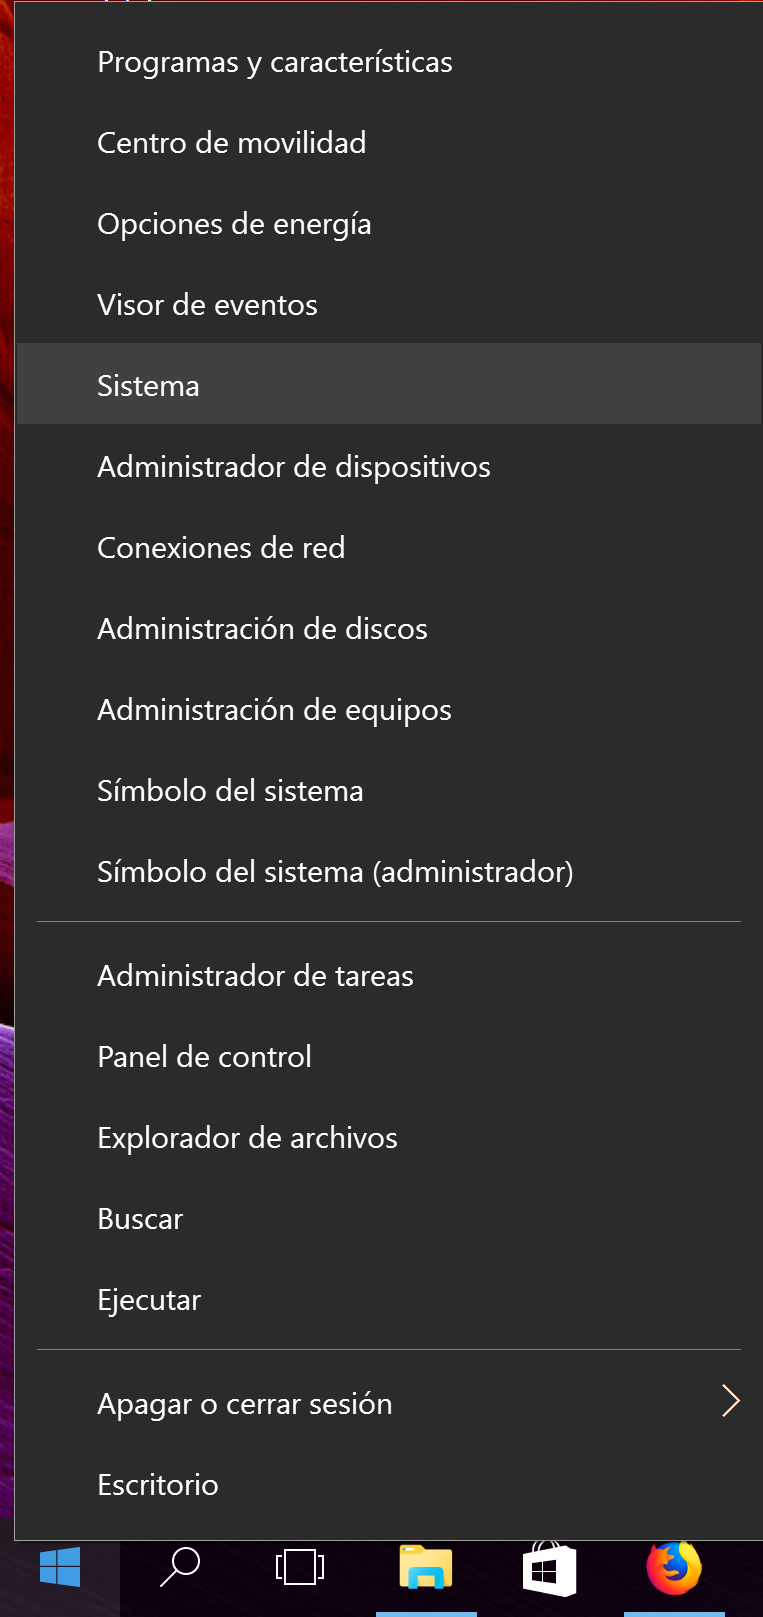 Programas y características
Centro de movilidad
Opciones de energía
Visor de eventos
Sistema
Administrador de dispositivos
Conexiones de red
Administración de discos
Administración de equipos
Símbolo del sistema
Símbolo del sistema (administrador)
Administrador de tareas
Panel de control
Explorador de archivos
Buscar
Ejecutar
Apagar o cerrar sesión
Escritorio